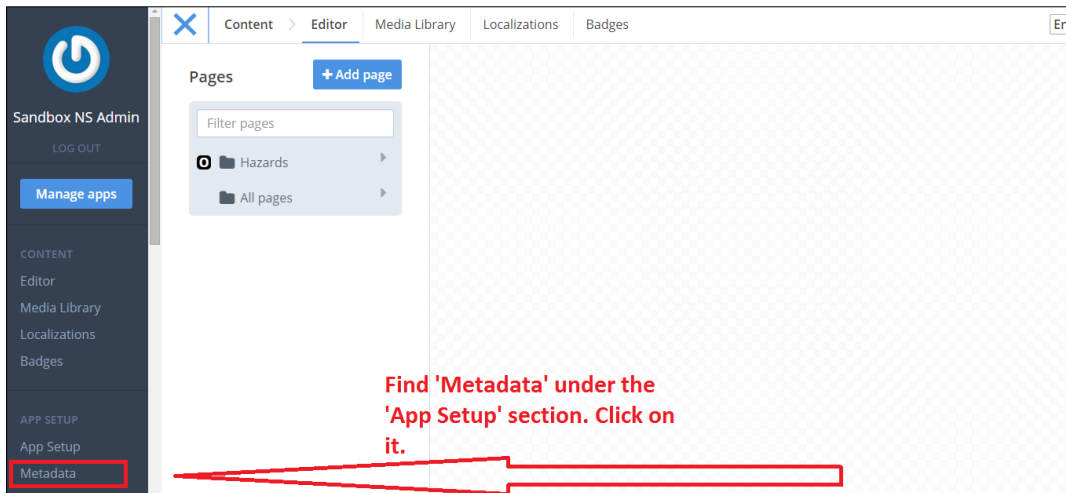 Content > Editor Media Library Localizations Badges
En
Sandbox NS Admin
LOG OUT
Manage apps
CONTENT
Editor
Media Library
Localizations
Badges
APP SETUP
App Setup
Metadata
Pages
+ Add page
Filter pages
Hazards
All pages
Find 'Metadata' under the
'App Setup' section. Click on
it.